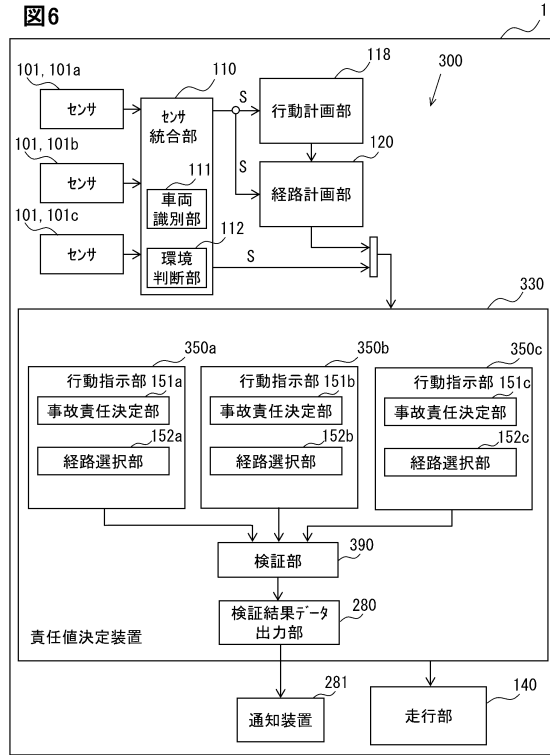 図6
1
300
101, 101a
センサ
101, 101b
センサ
101, 101c
センサ
110
センサ
統合部
111
車両
識別部
112
環境
判断部
S
S
S
118
行動計画部
120
経路計画部
330
350a
行動指示部
151a
事故責任決定部
152a
経路選択部
350b
行動指示部
151b
事故責任決定部
152b
経路選択部
350c
行動指示部
151c
事故責任決定部
152c
経路選択部
検証部
390
検証結果データ
出力部
280
責任値決定装置
281
通知装置
140
走行部